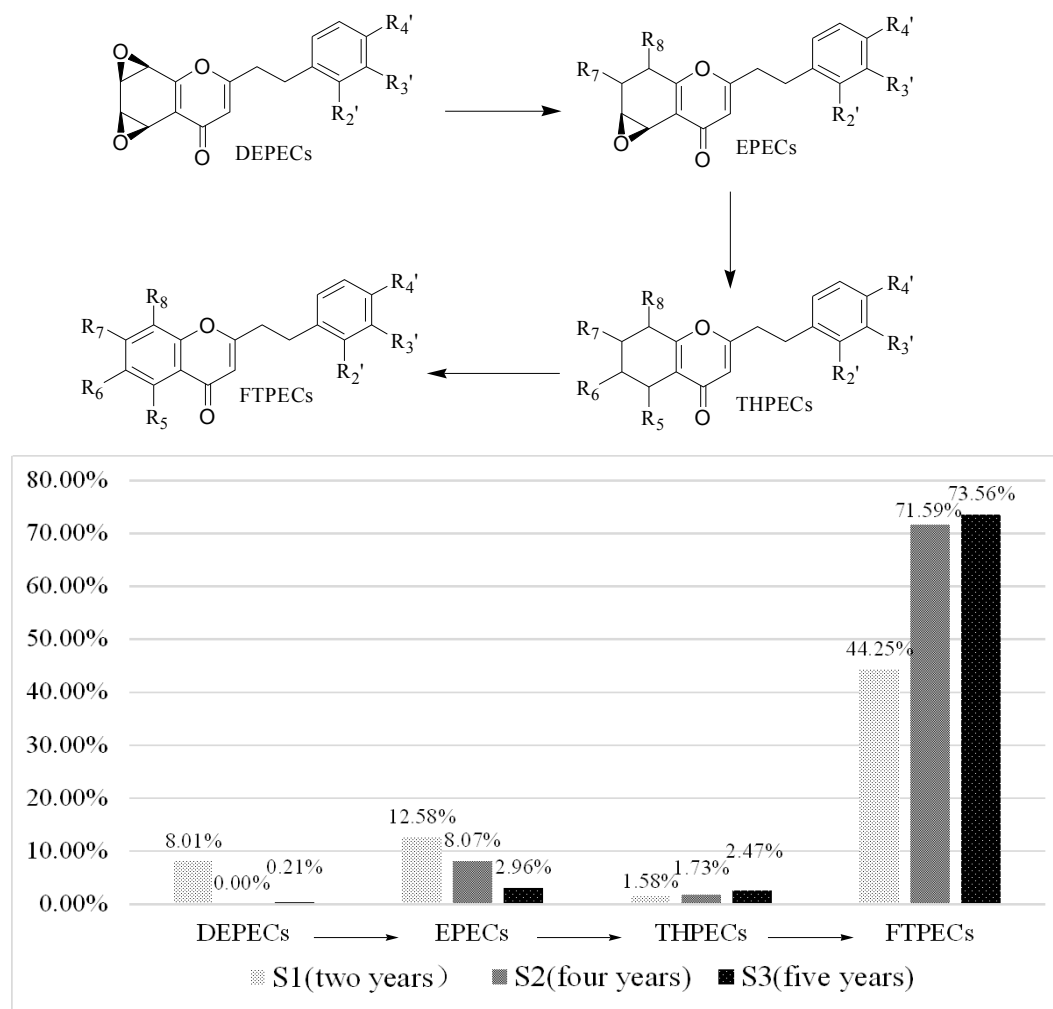 O
O
O
O
R4'
R3'
R2'
DEPECs
R8
R7
O
O
O
R4'
R3'
R2'
EPECs
R8
R7
R6
R5
O
O
R4'
R3'
R2'
FTPECs
R8
R7
R6
R5
O
O
R4'
R3'
R2'
THPECs
80.00%
70.00%
60.00%
50.00%
40.00%
30.00%
20.00%
10.00%
0.00%
8.01%
0.00%
0.21%
12.58%
8.07%
2.96%
1.58%
1.73%
2.47%
44.25%
71.59%
73.56%
DEPECs EPECs THPECs FTPECs
S1(two years） S2(four years) S3(five years)